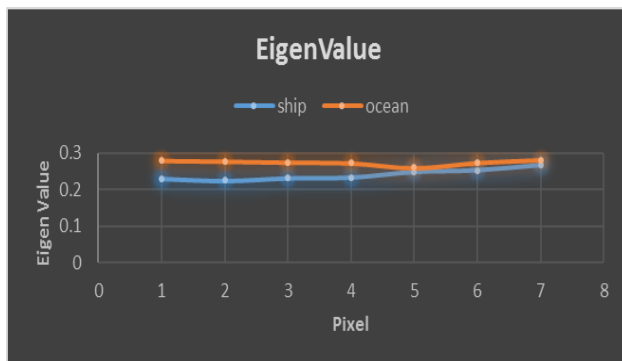 EigenValue
ship ocean
0.3
0.2
0.1
0
Eigen Value
0 1 2 3 4 5 6 7 8
Pixel